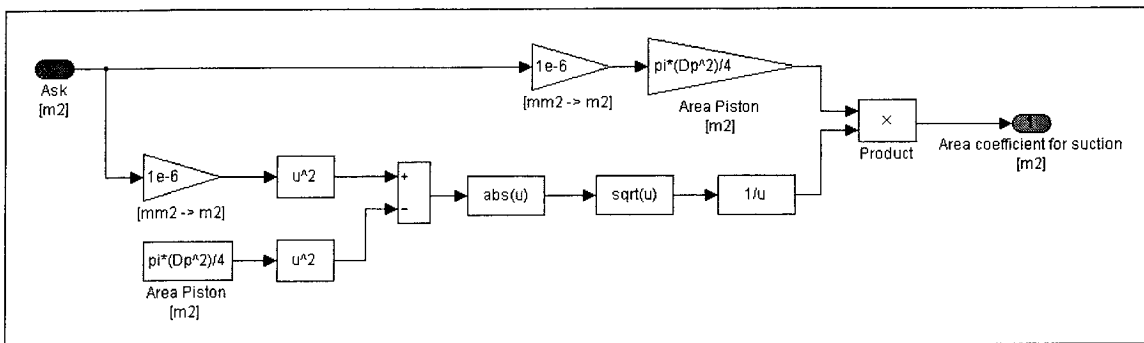 1e-6
pi*(Dp^2)/4
Ask
[m2]
[mm2 -> m2]
Area Piston
[m2]
×
Product
1
Area coefficient for suction
[m2]
1e-6
u^2
+
−
abs(u)
sqrt(u)
1/u
[mm2 -> m2]
pi*(Dp^2)/4
u^2
Area Piston
[m2]